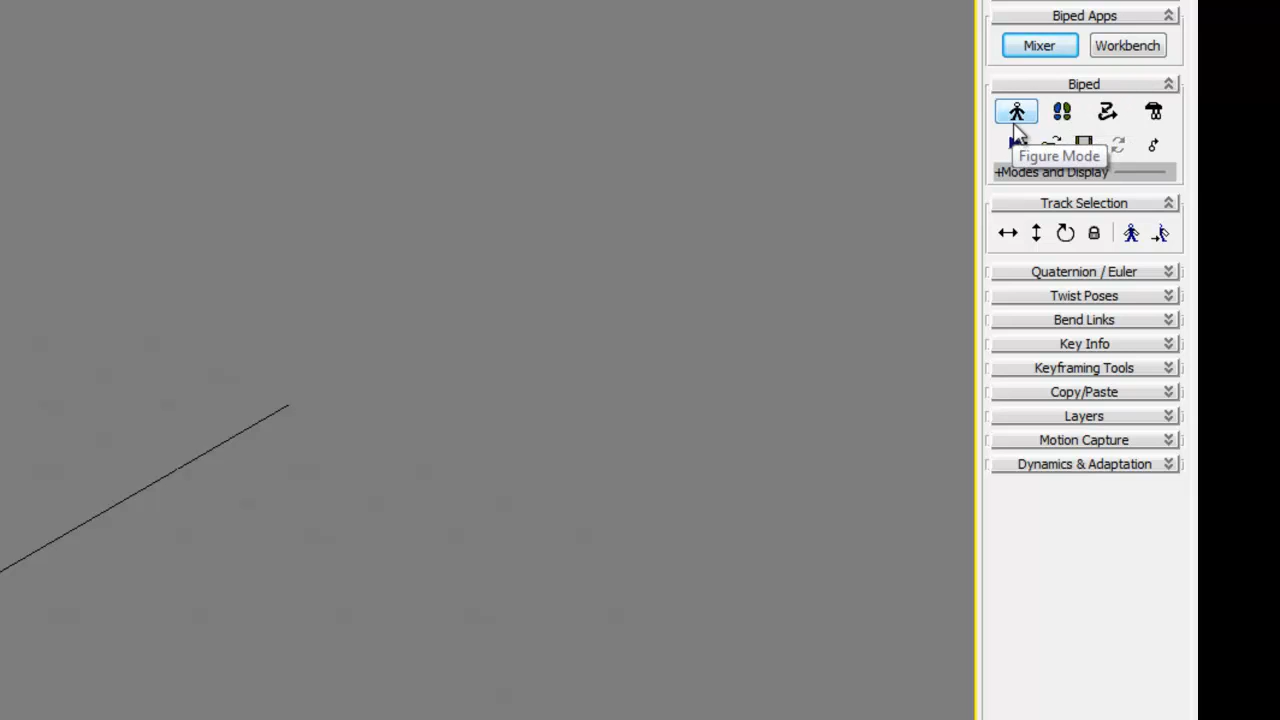 Biped Apps
Mixer
Workbench
Biped
Figure Mode
+Modes and Display
Track Selection
Quaternion / Euler
Twist Poses
Bend Links
Key Info
Keyframing Tools
Copy/Paste
Layers
Motion Capture
Dynamics & Adaptation